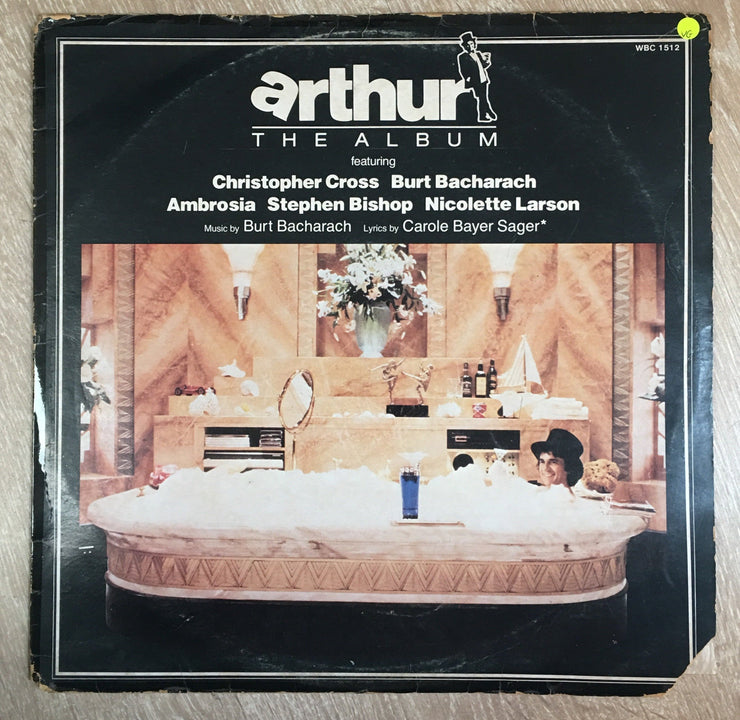 VG
WBC 1512
arthur
THE ALBUM
featuring
Christopher Cross Burt Bacharach
Ambrosia Stephen Bishop Nicolette Larson
Music by Burt Bacharach Lyrics by Carole Bayer Sager*